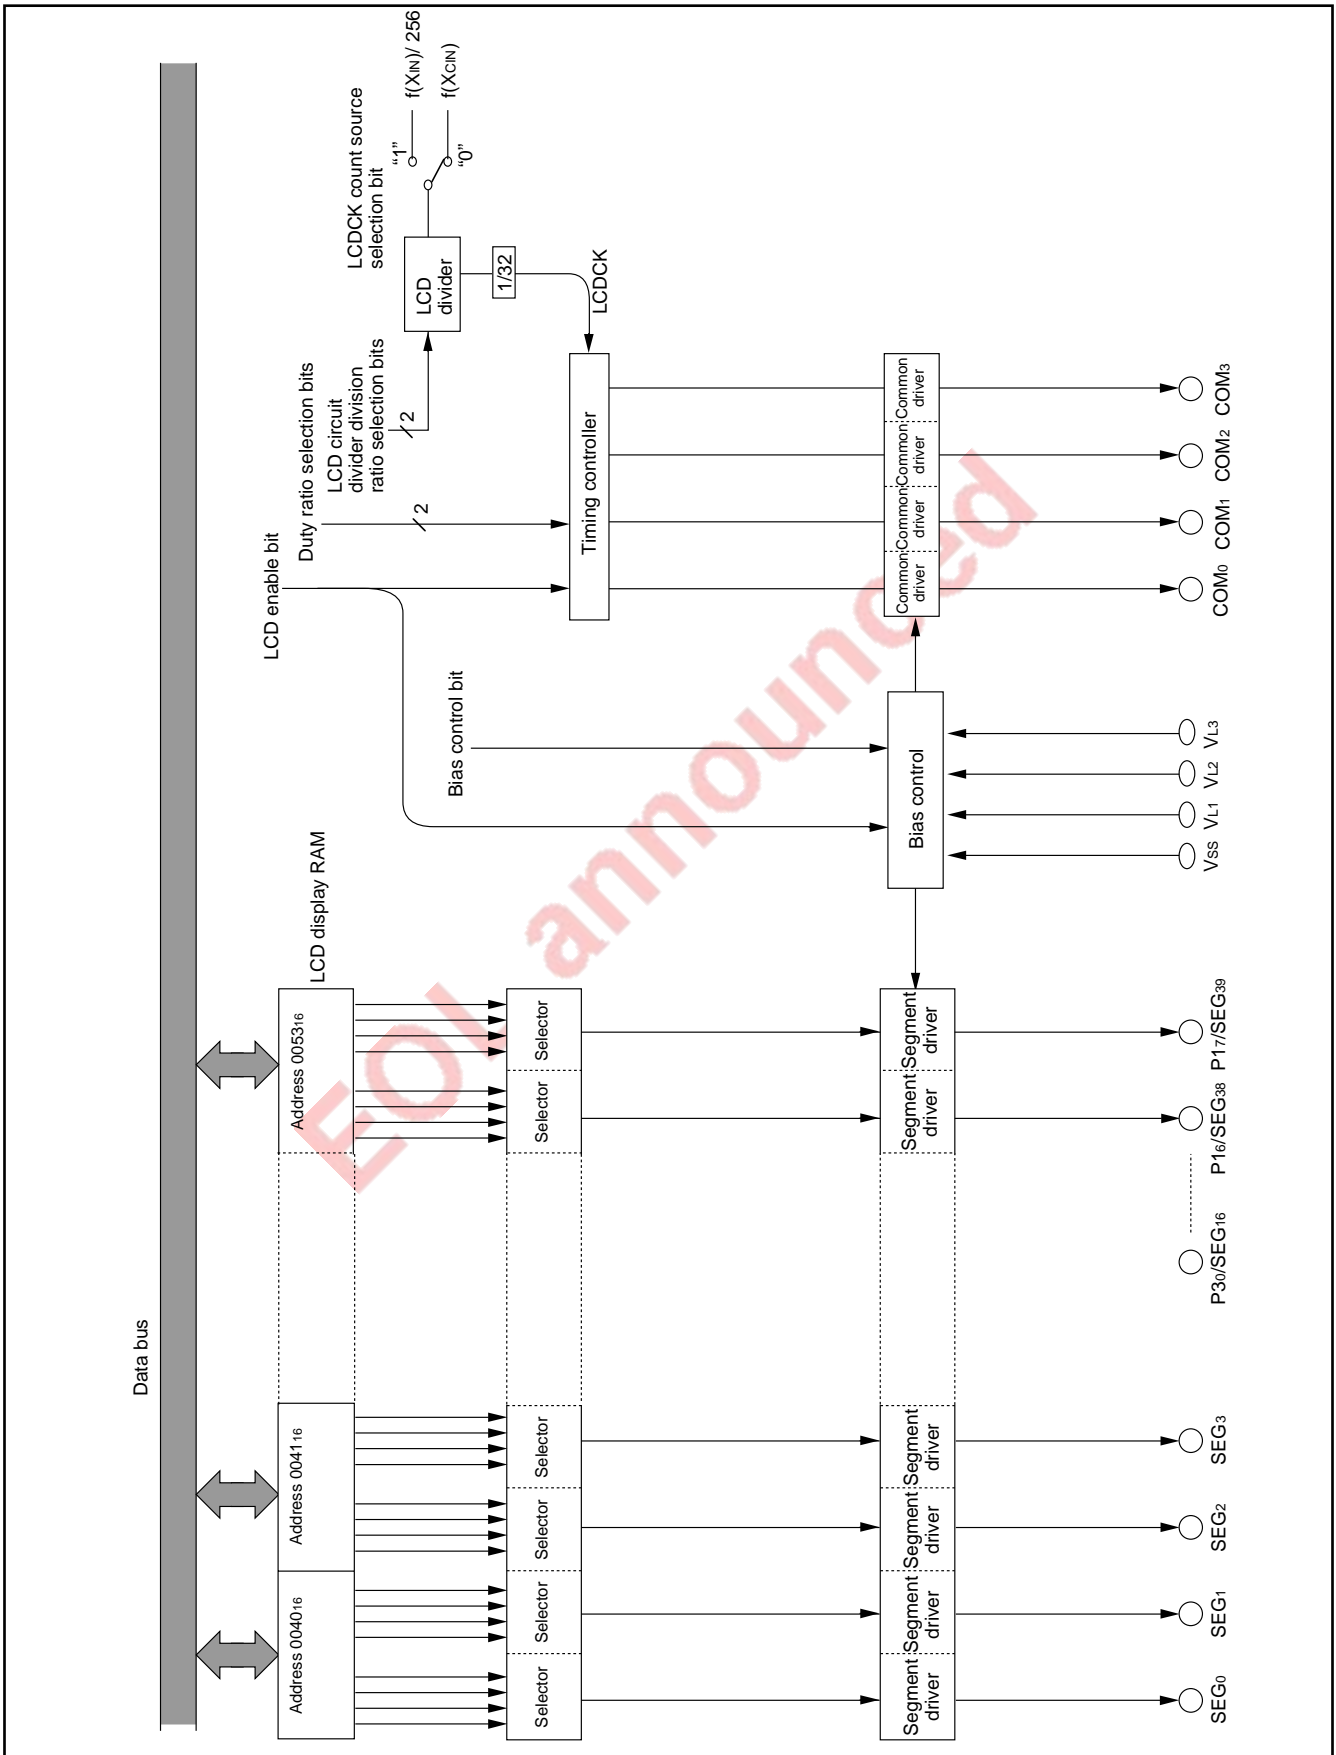 Data bus
LCD enable bit
Duty ratio selection bits
LCD circuit
divider division
ratio selection bits
2
2
LCDCK count source
selection bit
"1"
"0"
f(XIN)/ 256
f(XCIN)
LCD
divider
1/32
LCDCK
Timing controller
Bias control bit
LCD display RAM
Address 004016
Address 004116
Address 005316
Selector
Selector
Selector
Selector
Selector
Selector
Segment
driver
Segment
driver
Segment
driver
Segment
driver
Segment
driver
Segment
driver
Bias control
Common
driver
Common
driver
Common
driver
Common
driver
SEG0
SEG1
SEG2
SEG3
P30/SEG16
P16/SEG38
P17/SEG39
VSS
VL1
VL2
VL3
COM0
COM1
COM2
COM3
EOL announced